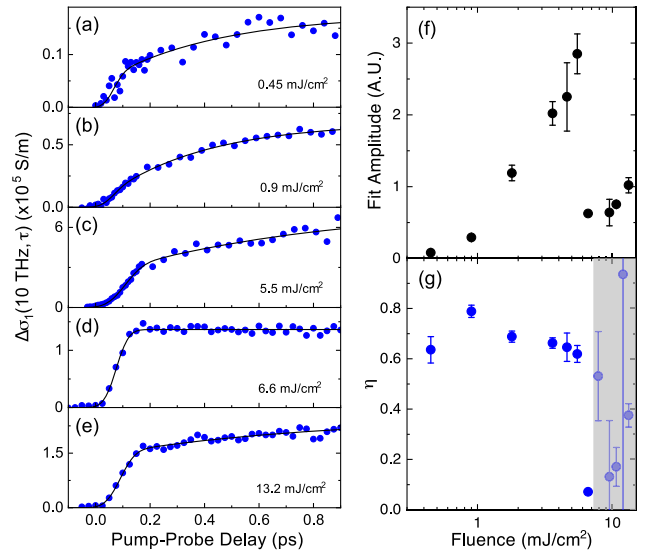 (a)
0.1
0.0
0.45 mJ/cm²
(b)
0.5
0.0
0.9 mJ/cm²
(c)
6
3
0
5.5 mJ/cm²
(d)
1
0
6.6 mJ/cm²
(e)
2
1
0
13.2 mJ/cm²
0.0 0.2 0.4 0.6 0.8
Pump-Probe Delay (ps)
Δσ₁(10 THz, τ) (x10⁵ S/m)
(f)
3
2
1
0
Fit Amplitude (A.U.)
(g)
0.8
0.6
0.4
0.2
0.0
η
1 10
Fluence (mJ/cm²)